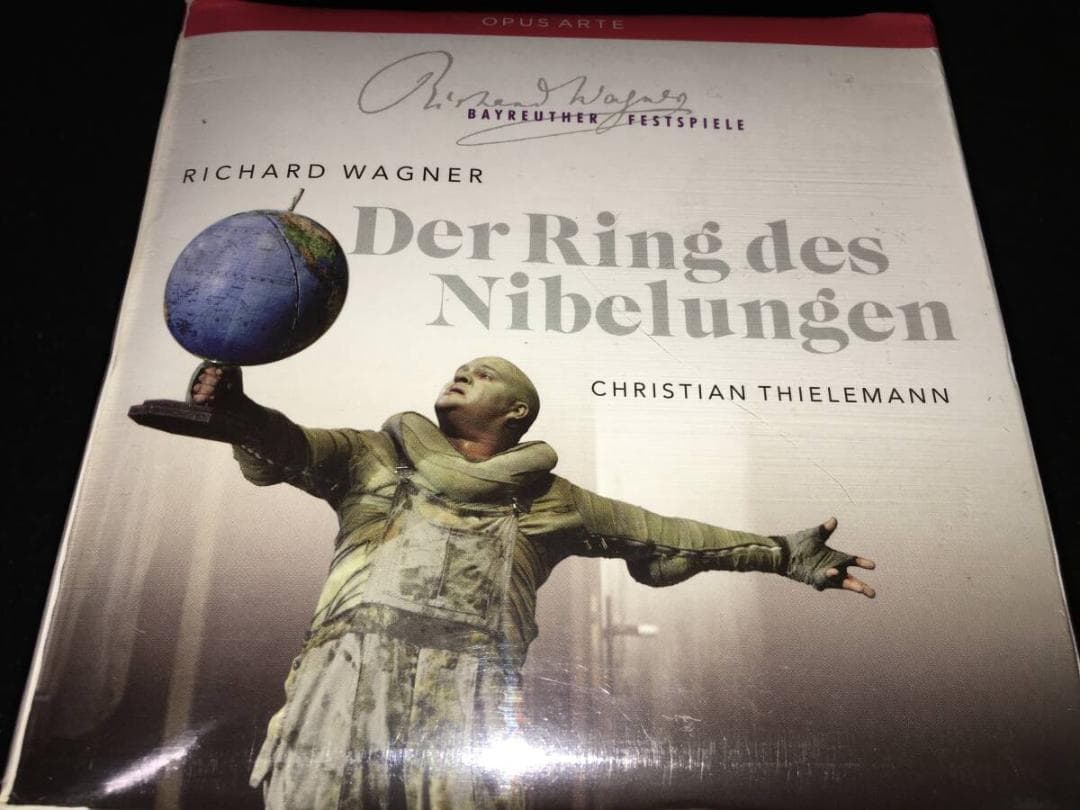 OPUS ARTE
Richard Wagner
BAYREUTHER FESTSPIELE
RICHARD WAGNER
Der Ring des
Nibelungen
CHRISTIAN THIELEMANN